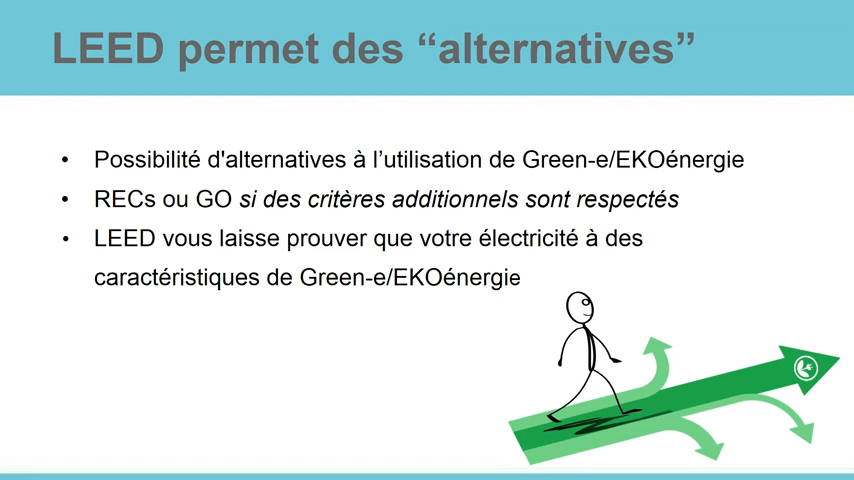 LEED permet des “alternatives”
• Possibilité d'alternatives à l’utilisation de Green-e/EKOénergie
• RECs ou GO si des critères additionnels sont respectés
• LEED vous laisse prouver que votre électricité à des
caractéristiques de Green-e/EKOénergie